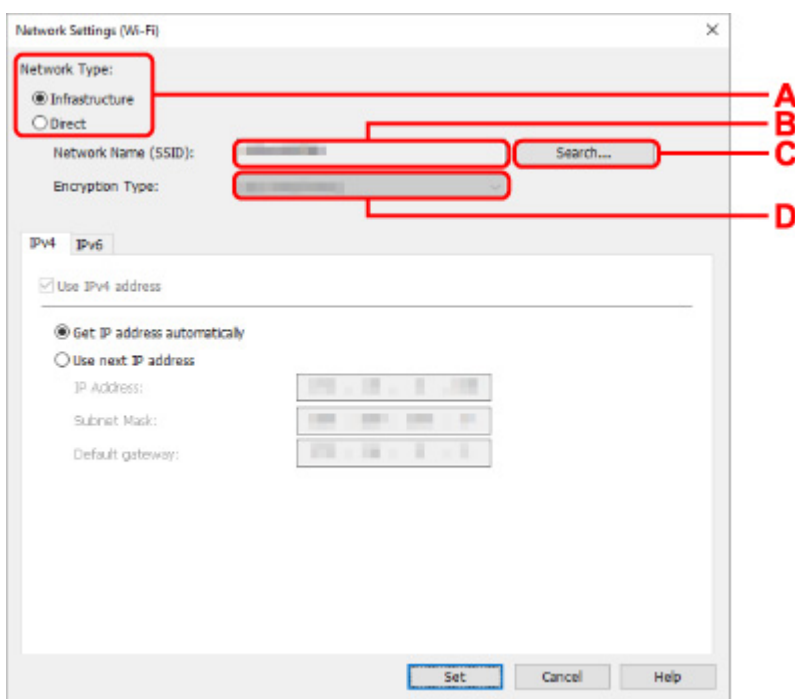 Network Settings (Wi-Fi)
Network Type:
Infrastructure
A
Direct
B
Network Name (SSID):
Search...
C
Encryption Type:
D
IPv4 IPv6
Use IPv4 address
Get IP address automatically
Use next IP address
IP Address:
Subnet Mask:
Default gateway:
Set Cancel Help